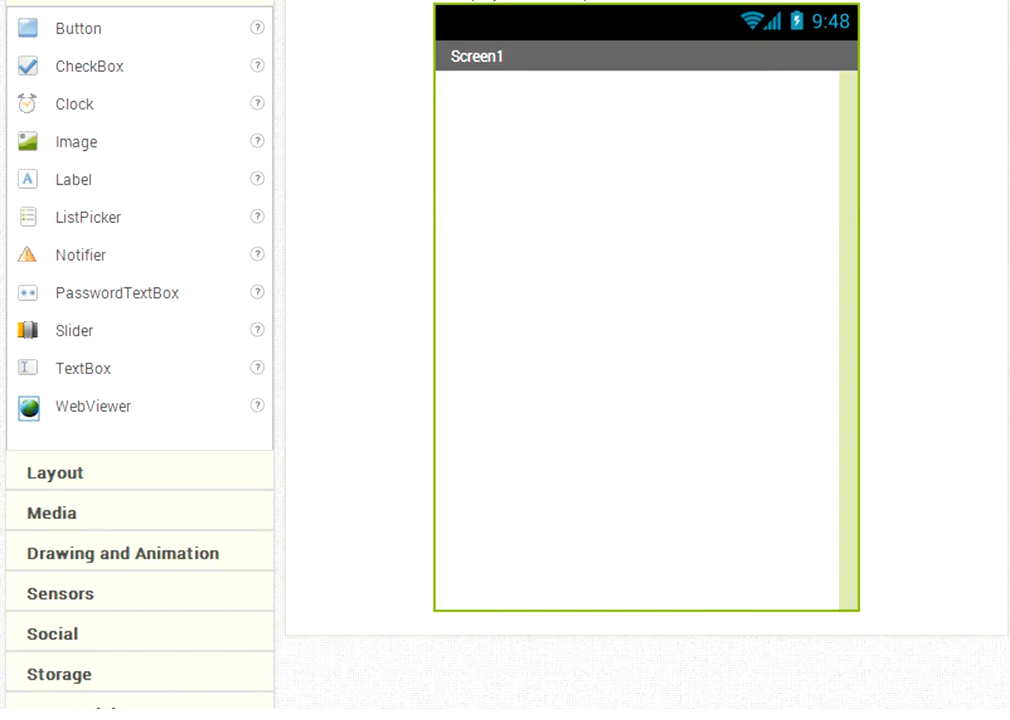 Button ?
CheckBox ?
Clock ?
Image ?
A Label ?
ListPicker ?
Notifier ?
PasswordTextBox ?
Slider ?
TextBox ?
WebViewer ?
Layout
Media
Drawing and Animation
Sensors
Social
Storage
9:48
Screen1